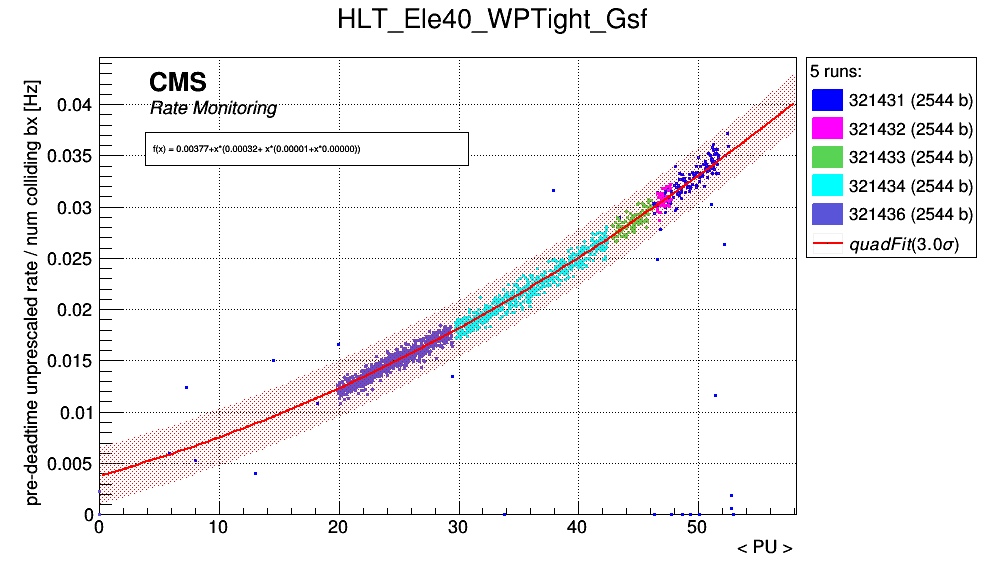 HLT_Ele40_WPTight_Gsf
CMS
Rate Monitoring
f(x) = 0.00377+x*(0.00032+ x*(0.00001+x*0.00000))
pre-deadtime unprescaled rate / num colliding bx [Hz]
0.04
0.035
0.03
0.025
0.02
0.015
0.01
0.005
0
0 10 20 30 40 50
< PU >
5 runs:
321431 (2544 b)
321432 (2544 b)
321433 (2544 b)
321434 (2544 b)
321436 (2544 b)
quadFit(3.0σ)